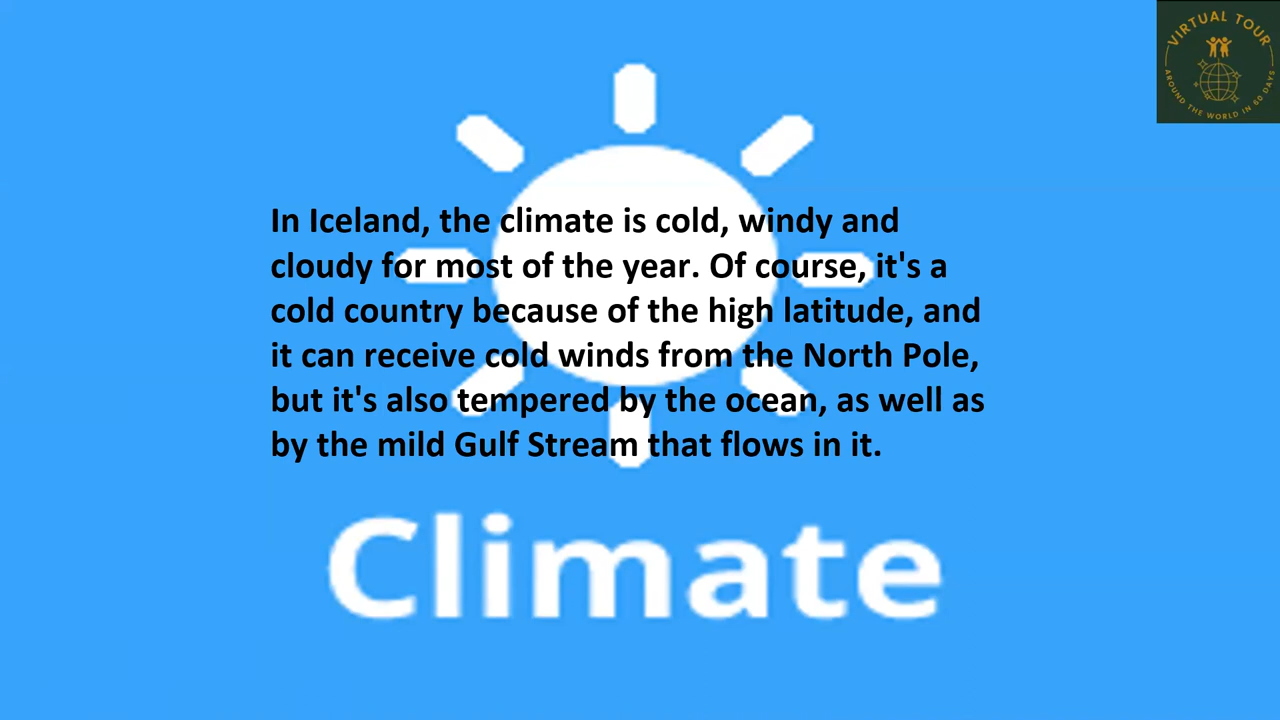 VIRTUAL TOUR
AROUND THE WORLD IN 60 DAYS
In Iceland, the climate is cold, windy and
cloudy for most of the year. Of course, it's a
cold country because of the high latitude, and
it can receive cold winds from the North Pole,
but it's also tempered by the ocean, as well as
by the mild Gulf Stream that flows in it.
Climate